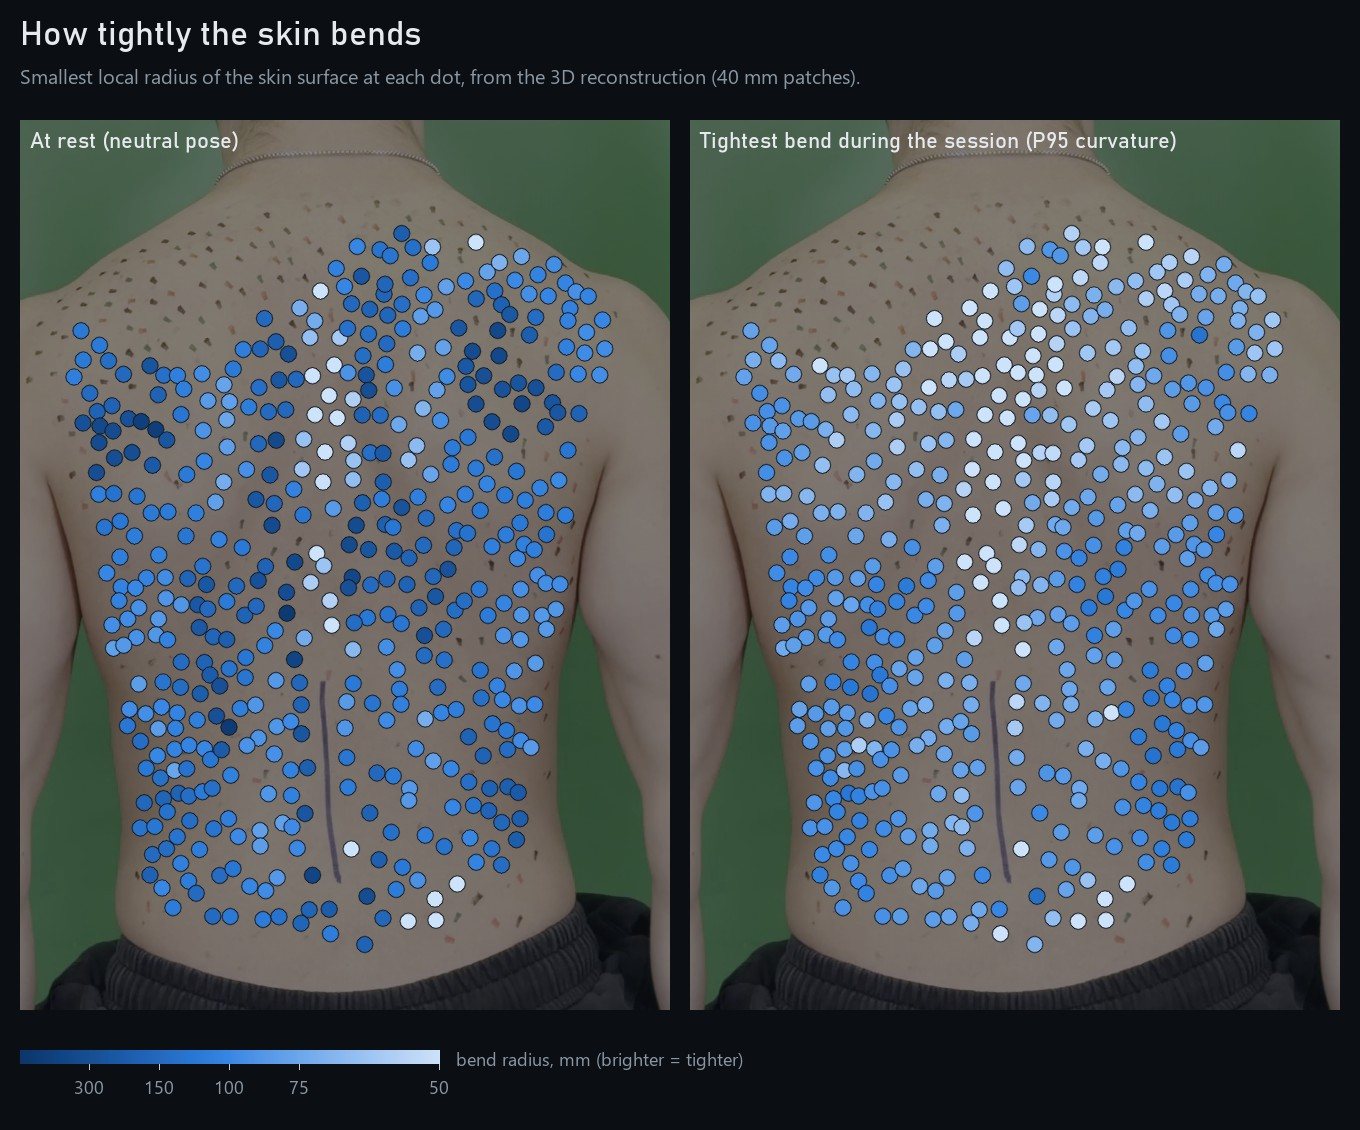 How tightly the skin bends
Smallest local radius of the skin surface at each dot, from the 3D reconstruction (40 mm patches).
At rest (neutral pose)
Tightest bend during the session (P95 curvature)
bend radius, mm (brighter = tighter)
300 150 100 75 50